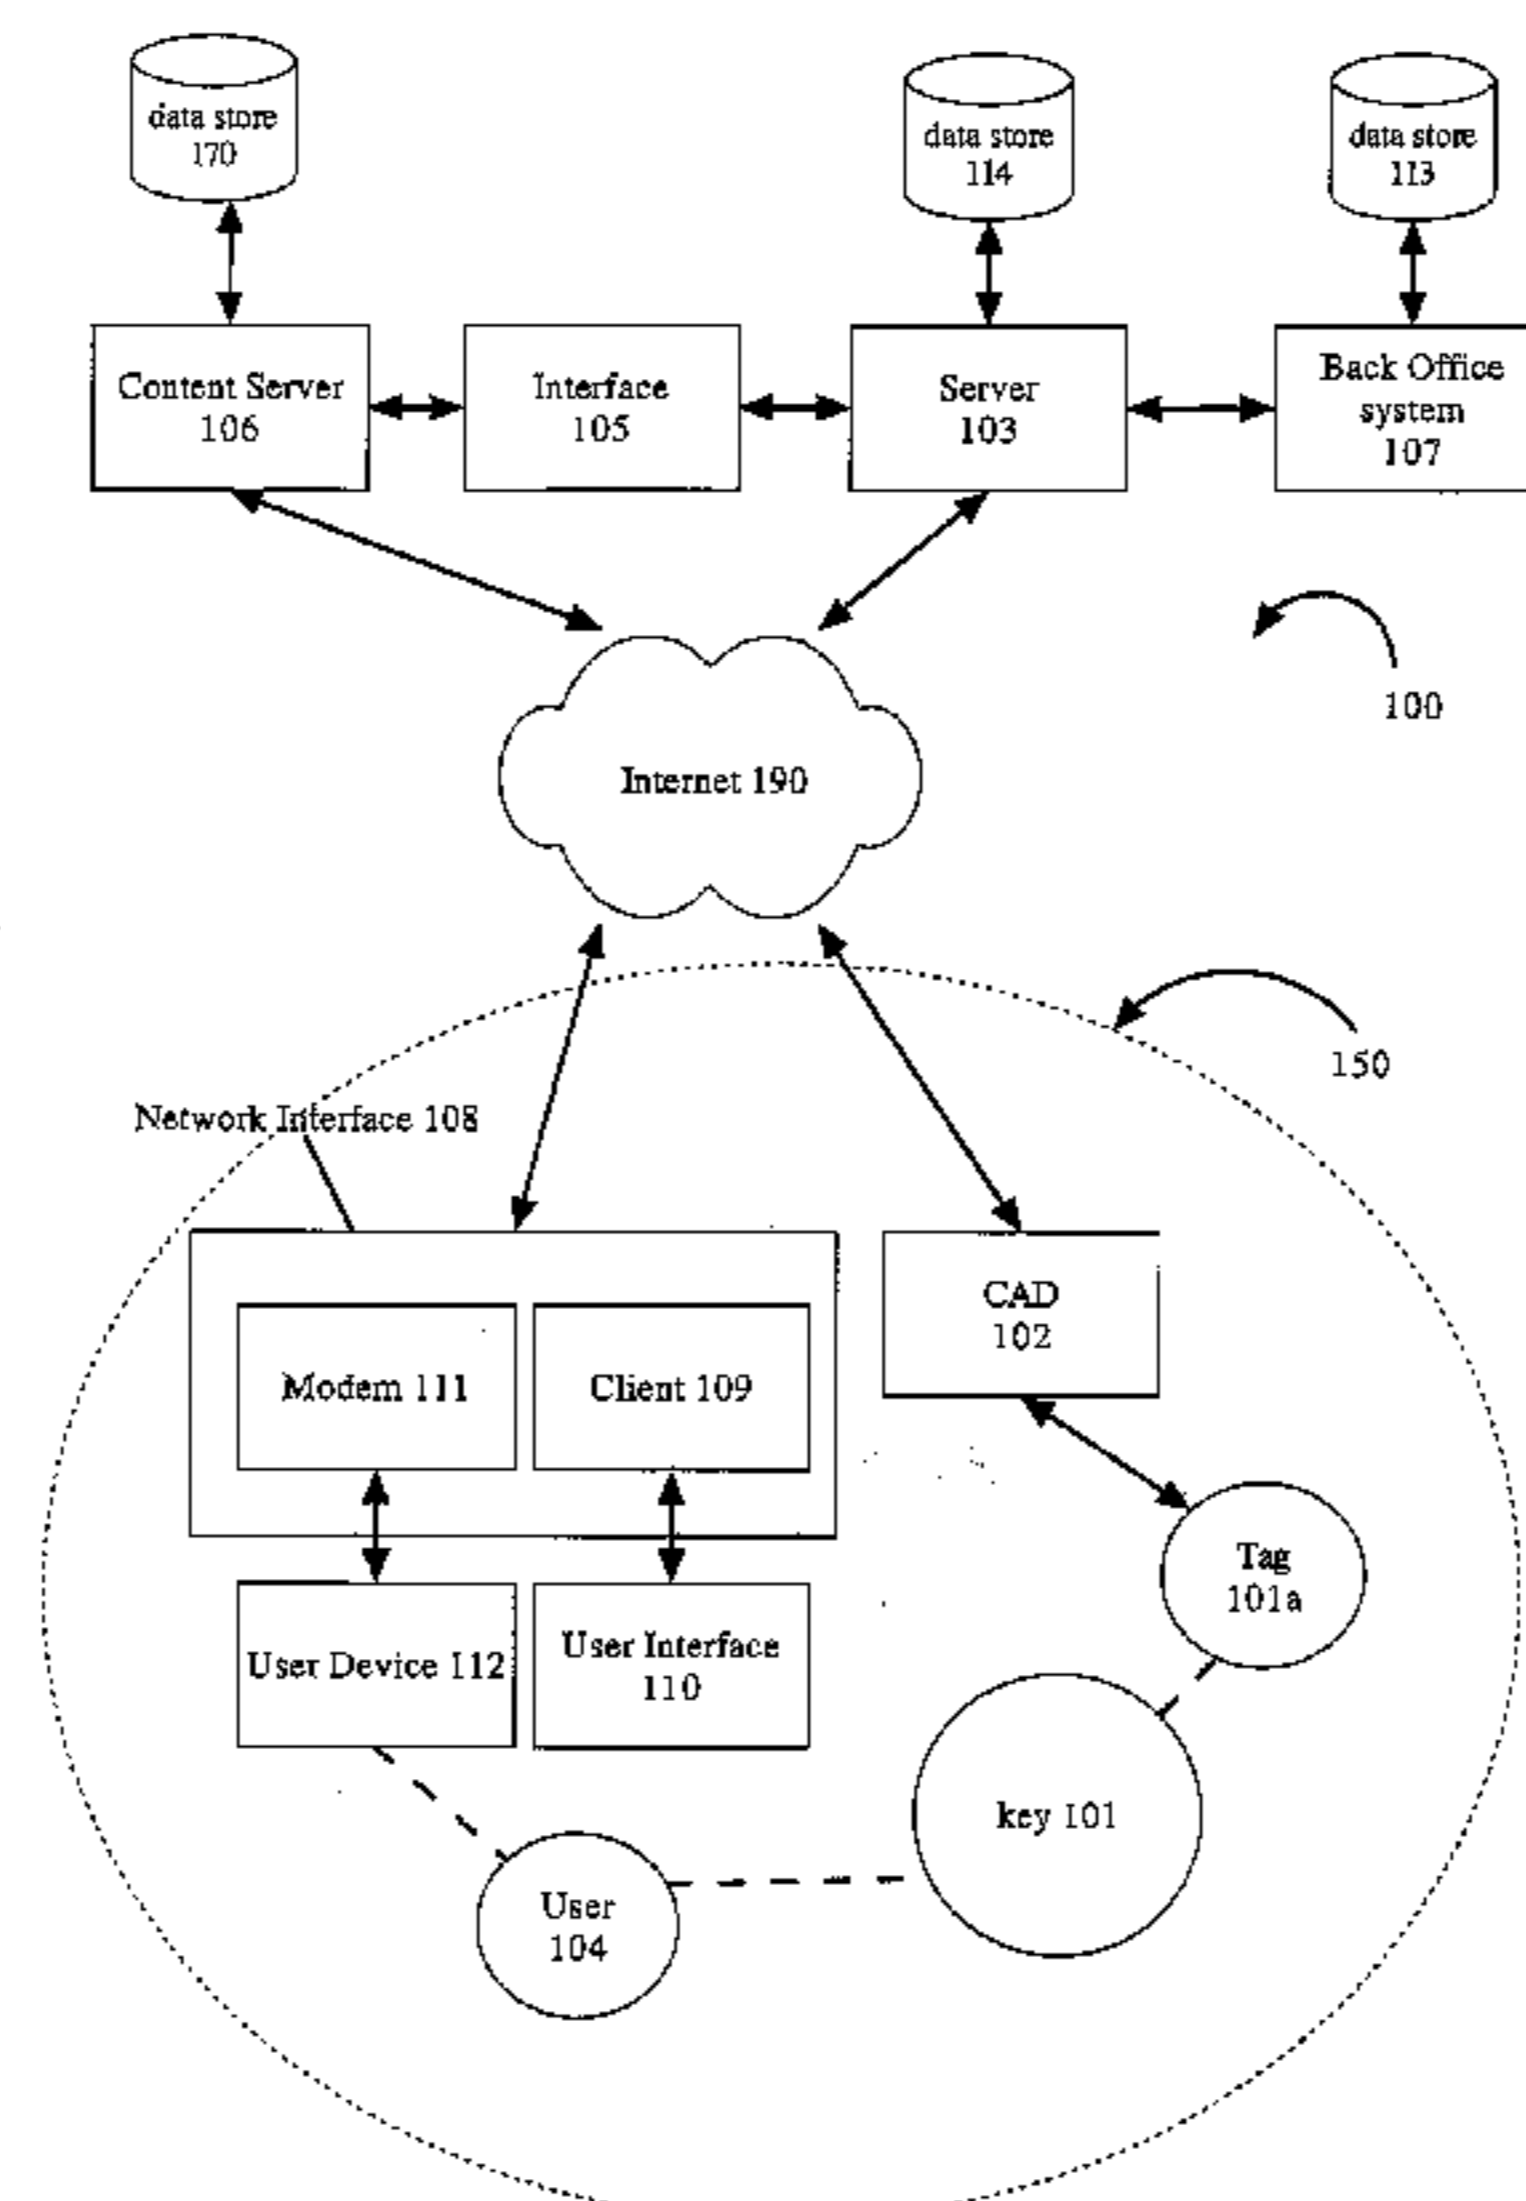 data store
170
data store
114
data store
113
Content Server
106
Interface
105
Server
103
Back Office
system
107
100
Internet 190
150
Network Interface 108
CAD
102
Modem 111
Client 109
Tag
101a
User Device 112
User Interface
110
key 101
User
104